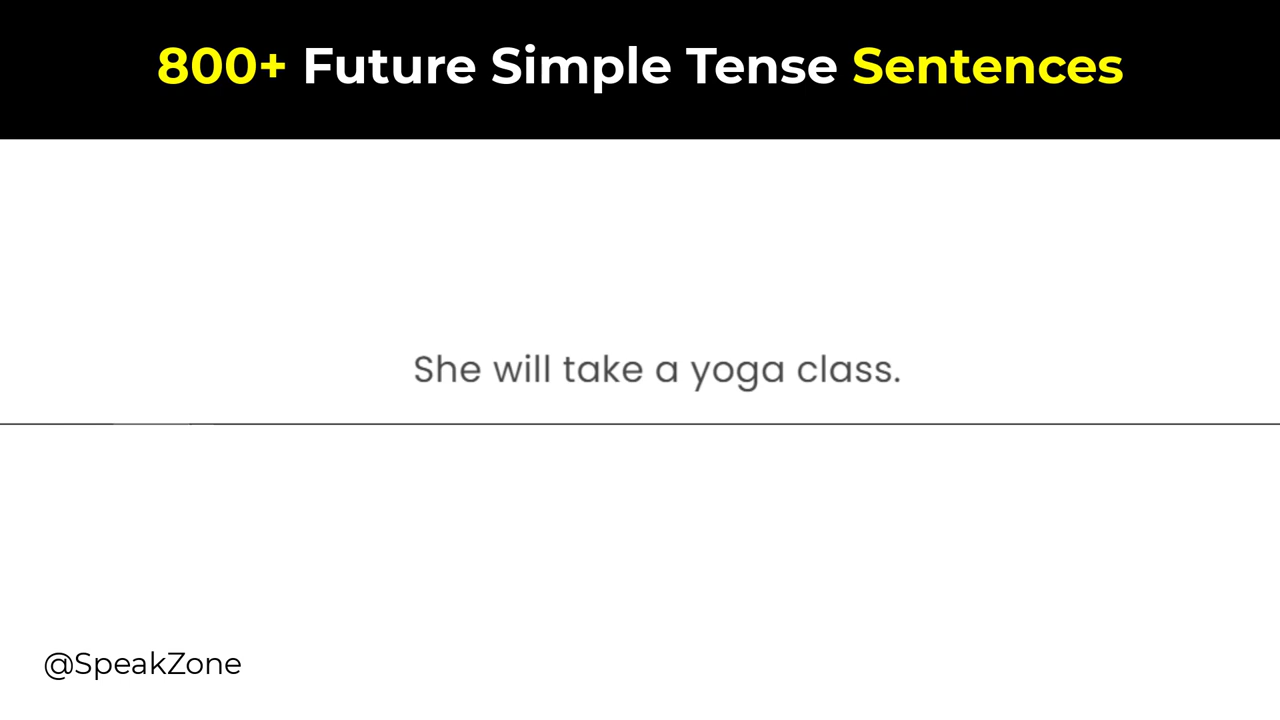 800+ Future Simple Tense Sentences
She will take a yoga class.
@SpeakZone